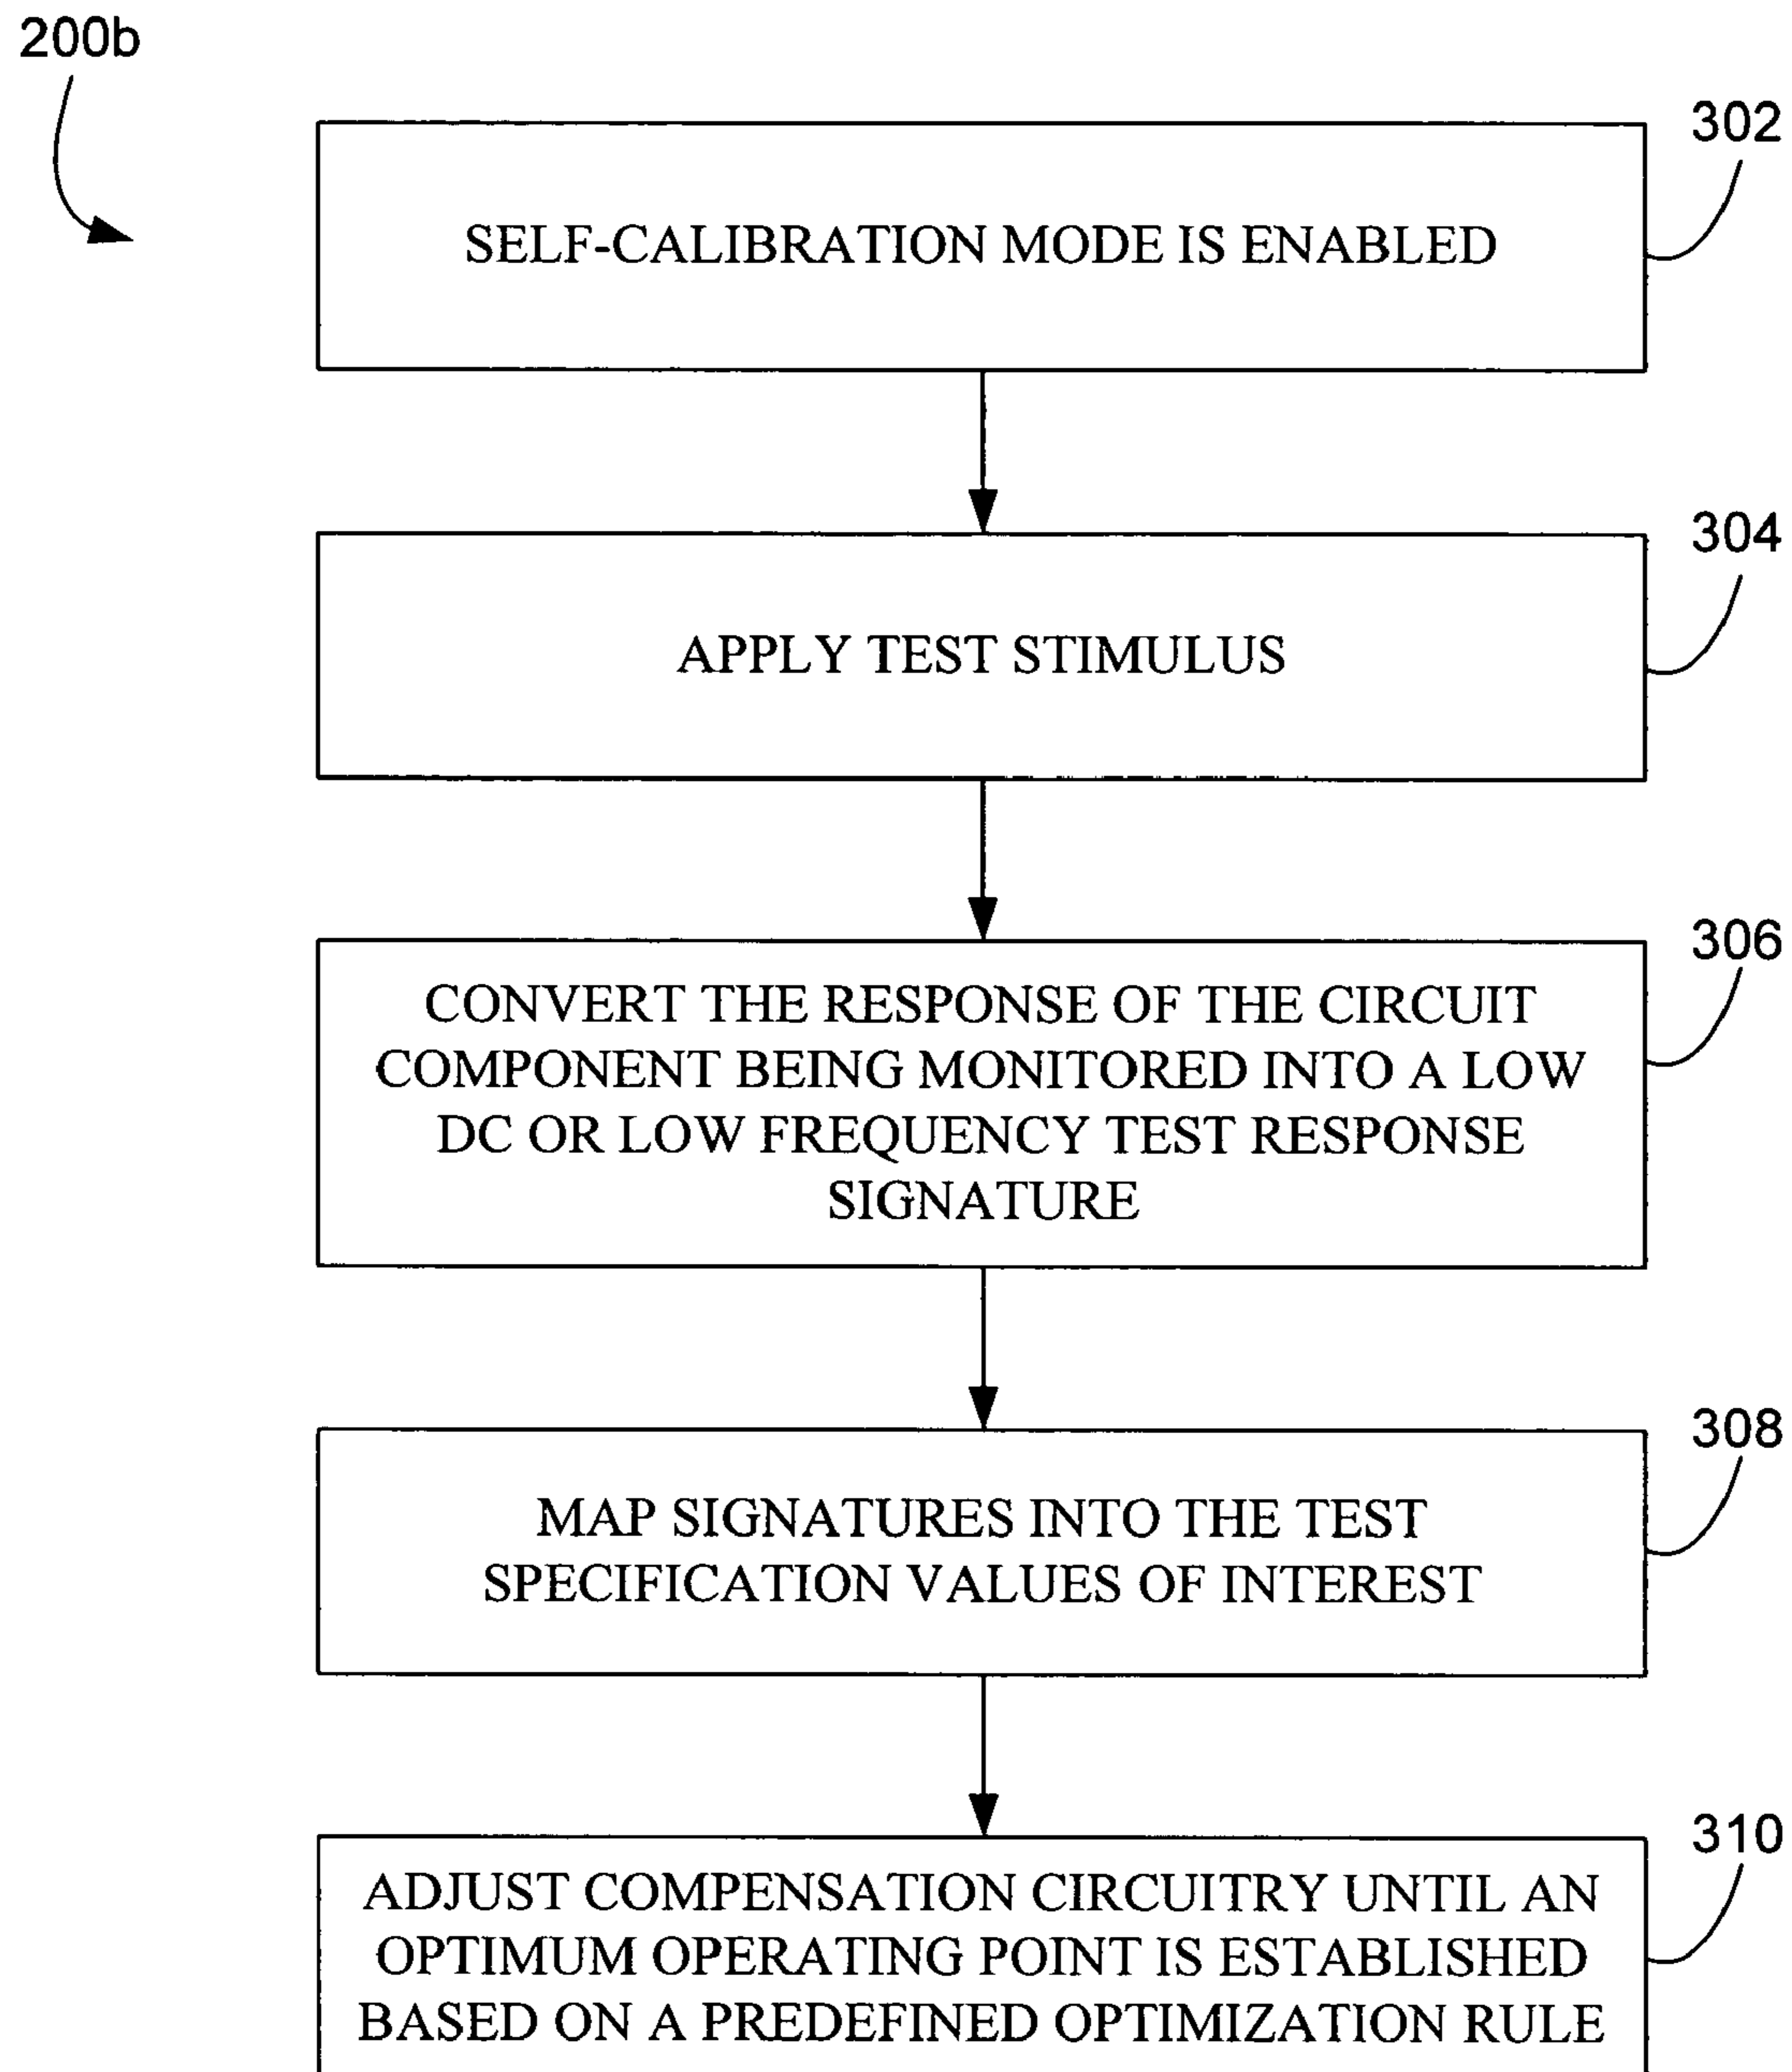 200b
302
SELF-CALIBRATION MODE IS ENABLED
304
APPLY TEST STIMULUS
306
CONVERT THE RESPONSE OF THE CIRCUIT
COMPONENT BEING MONITORED INTO A LOW
DC OR LOW FREQUENCY TEST RESPONSE
SIGNATURE
308
MAP SIGNATURES INTO THE TEST
SPECIFICATION VALUES OF INTEREST
310
ADJUST COMPENSATION CIRCUITRY UNTIL AN
OPTIMUM OPERATING POINT IS ESTABLISHED
BASED ON A PREDEFINED OPTIMIZATION RULE